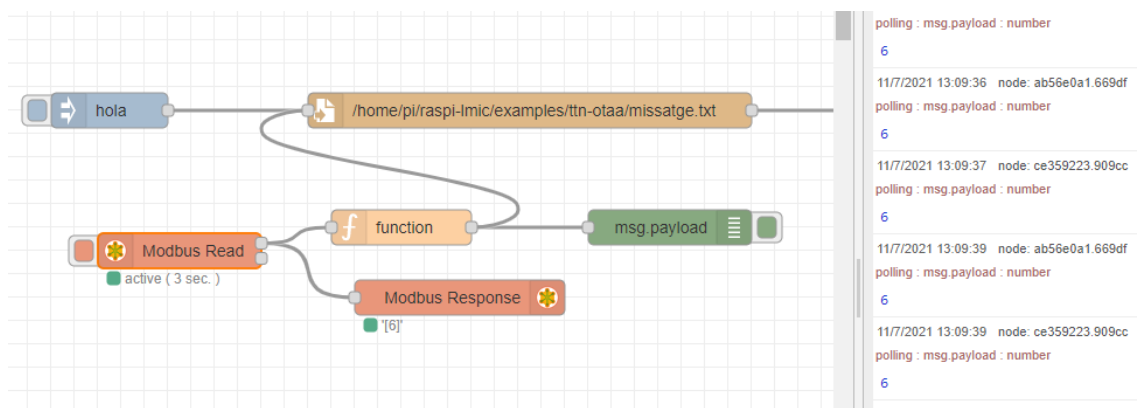 hola
/home/pi/raspi-lmic/examples/ttn-otaa/missatge.txt
function
msg.payload
Modbus Read
active ( 3 sec. )
Modbus Response
'[6]'
polling : msg.payload : number
6
11/7/2021 13:09:36 node: ab56e0a1.669df
polling : msg.payload : number
6
11/7/2021 13:09:37 node: ce359223.909cc
polling : msg.payload : number
6
11/7/2021 13:09:39 node: ab56e0a1.669df
polling : msg.payload : number
6
11/7/2021 13:09:39 node: ce359223.909cc
polling : msg.payload : number
6